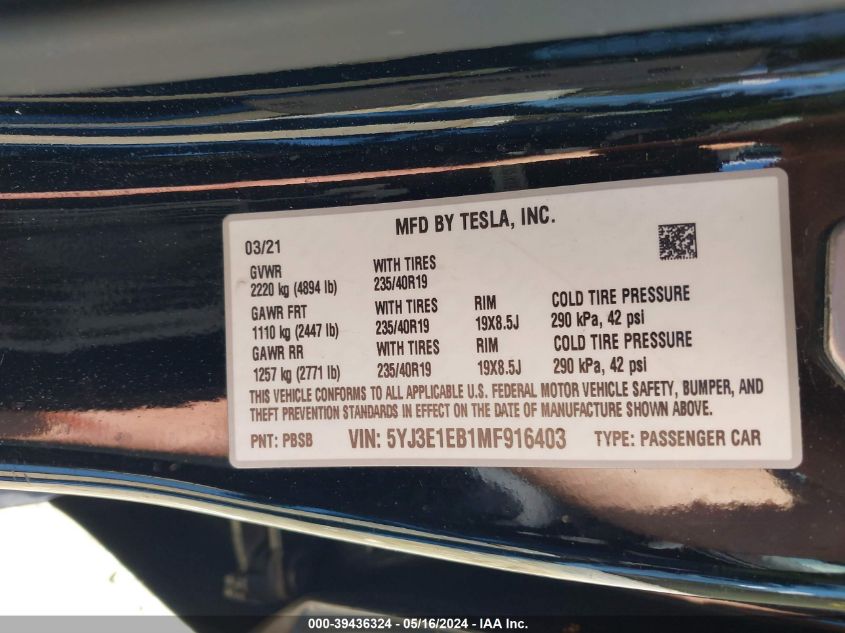 MFD BY TESLA, INC.
03/21
GVWR WITH TIRES
2220 kg (4894 lb) 235/40R19
GAWR FRT WITH TIRES RIM COLD TIRE PRESSURE
1110 kg (2447 lb) 235/40R19 19X8.5J 290 kPa, 42 psi
GAWR RR WITH TIRES RIM COLD TIRE PRESSURE
1257 kg (2771 lb) 235/40R19 19X8.5J 290 kPa, 42 psi
THIS VEHICLE CONFORMS TO ALL APPLICABLE U.S. FEDERAL MOTOR VEHICLE SAFETY, BUMPER, AND
THEFT PREVENTION STANDARDS IN EFFECT ON THE DATE OF MANUFACTURE SHOWN ABOVE.
PNT: PBSB VIN: 5YJ3E1EB1MF916403 TYPE: PASSENGER CAR
000-39436324 - 05/16/2024 - IAA Inc.